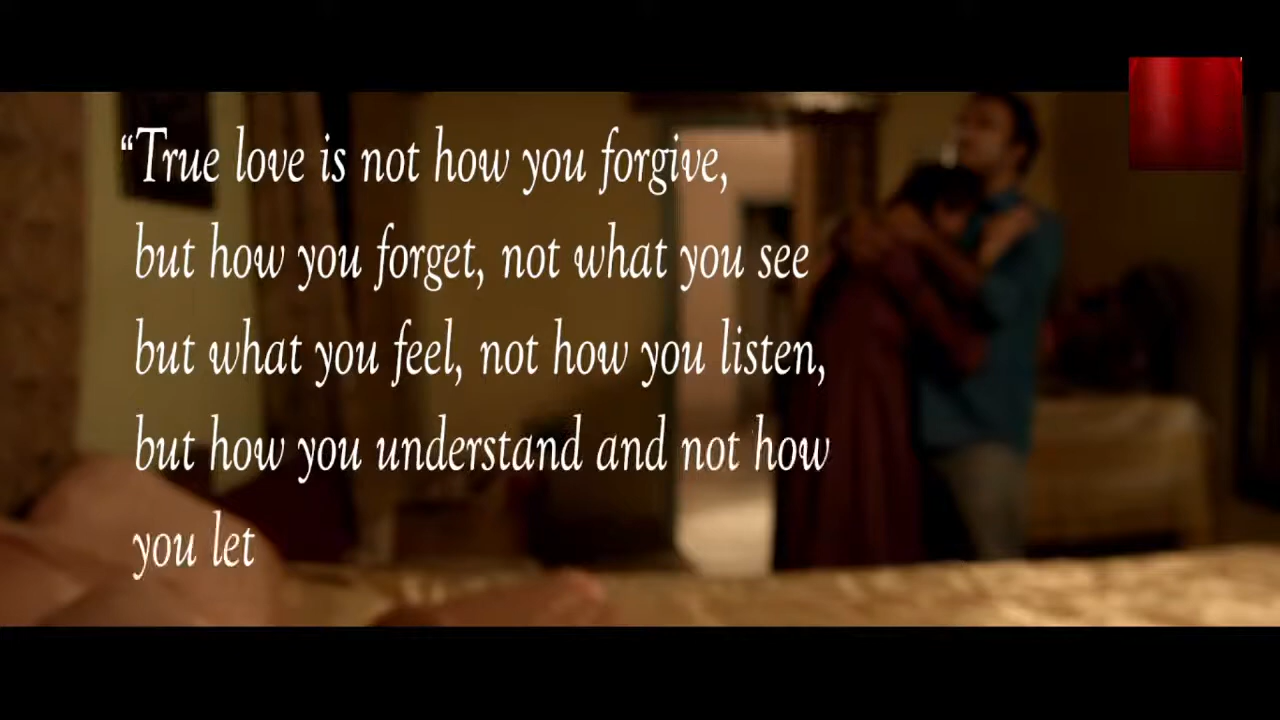 “True love is not how you forgive,
but how you forget, not what you see
but what you feel, not how you listen,
but how you understand and not how
you let